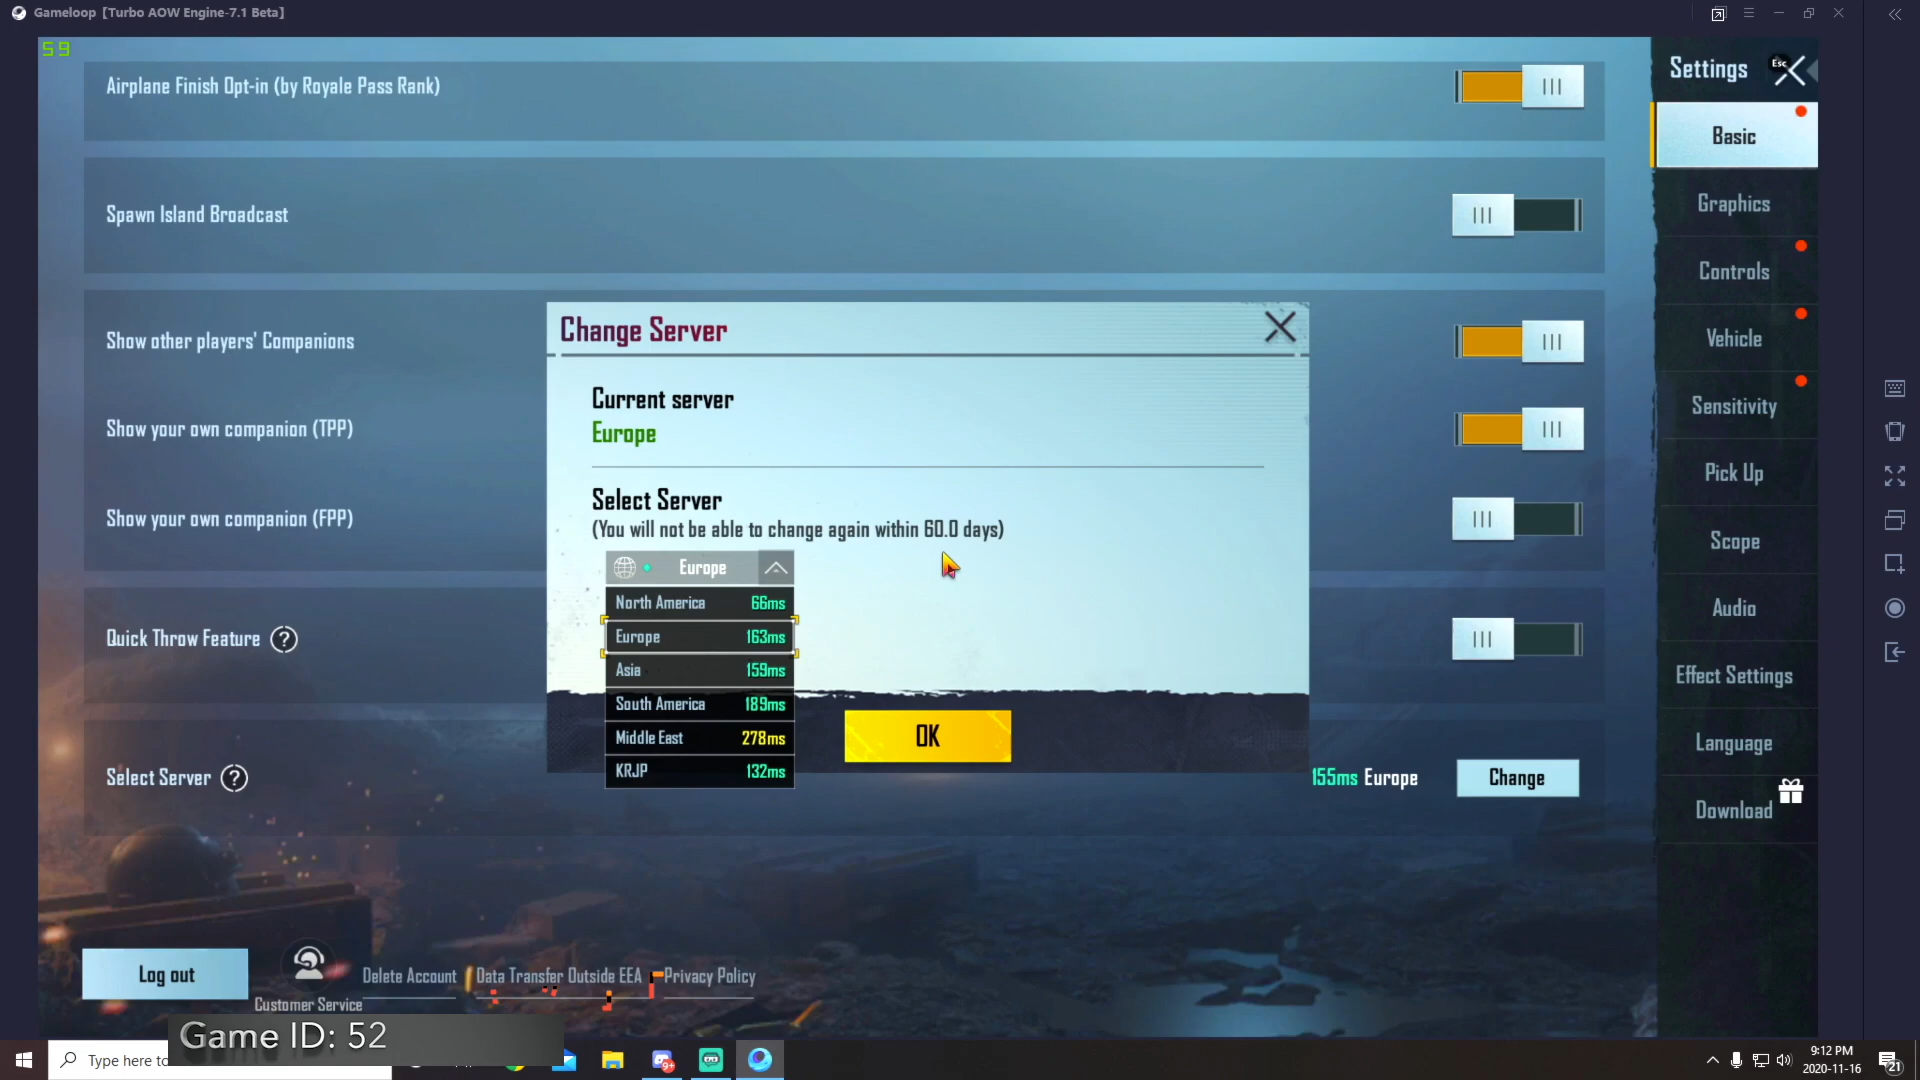 Gameloop [Turbo AOW Engine-7.1 Beta]
59
Airplane Finish Opt-in (by Royale Pass Rank)
Settings
Esc
Basic
Spawn Island Broadcast
Graphics
Controls
Show other players' Companions
Change Server
Vehicle
Current server
Europe
Show your own companion (TPP)
Sensitivity
Select Server
(You will not be able to change again within 60.0 days)
Show your own companion (FPP)
Pick Up
Scope
Europe
North America 66ms
Europe 163ms
Asia 159ms
South America 189ms
Middle East 278ms
KRJP 132ms
Quick Throw Feature ?
Audio
Effect Settings
OK
Language
Select Server ?
155ms Europe
Change
Download
Log out
Customer Service
Delete Account
Data Transfer Outside EEA
Privacy Policy
Game ID: 52
Type here to
9+
9:12 PM
2020-11-16
21